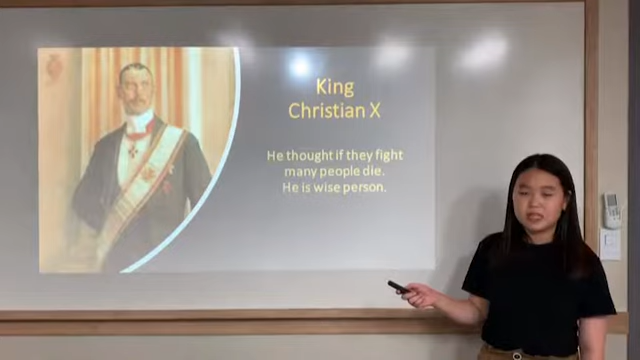 King
Christian X
He thought if they fight
many people die.
He is wise person.